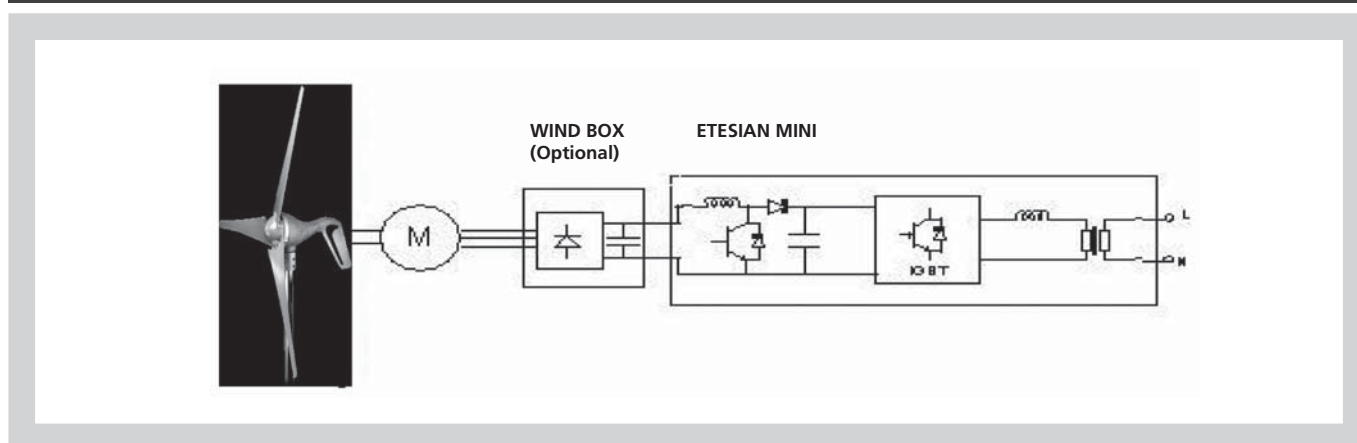 WIND BOX
(Optional)
ETESIAN MINI
M
IGBT
L
N